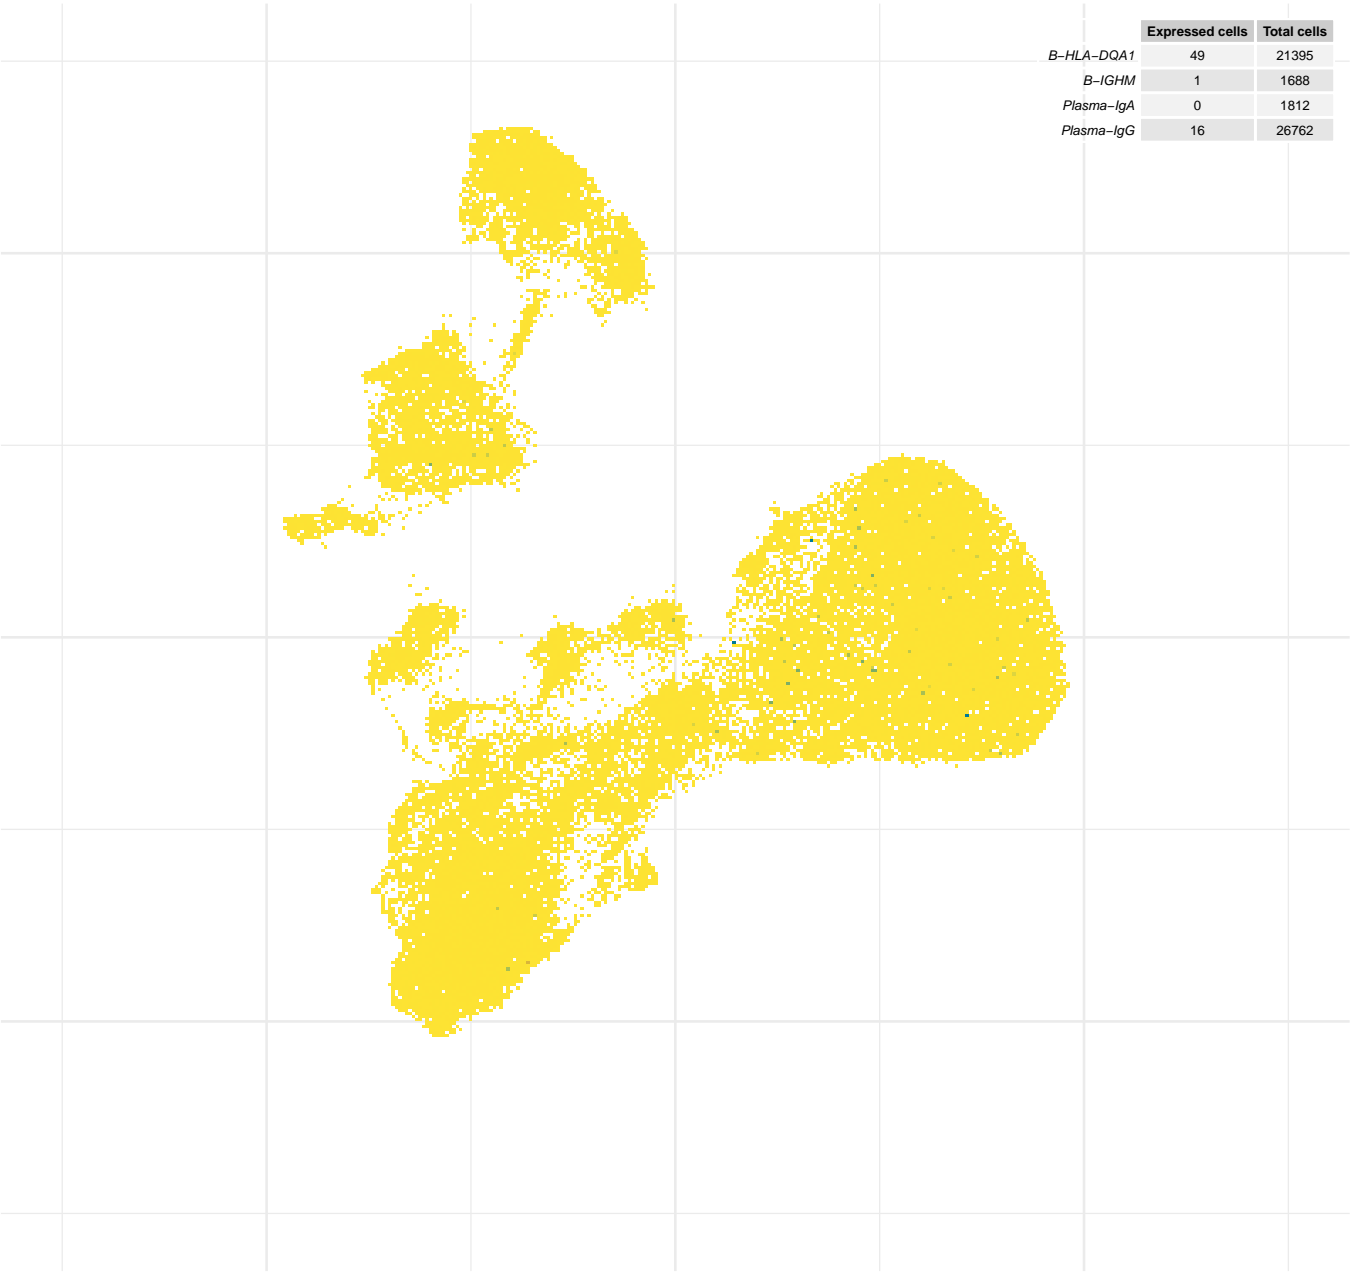 Expressed cells Total cells
B−HLA−DQA1 49 21395
B−IGHM 1 1688
Plasma−IgA 0 1812
Plasma−IgG 16 26762